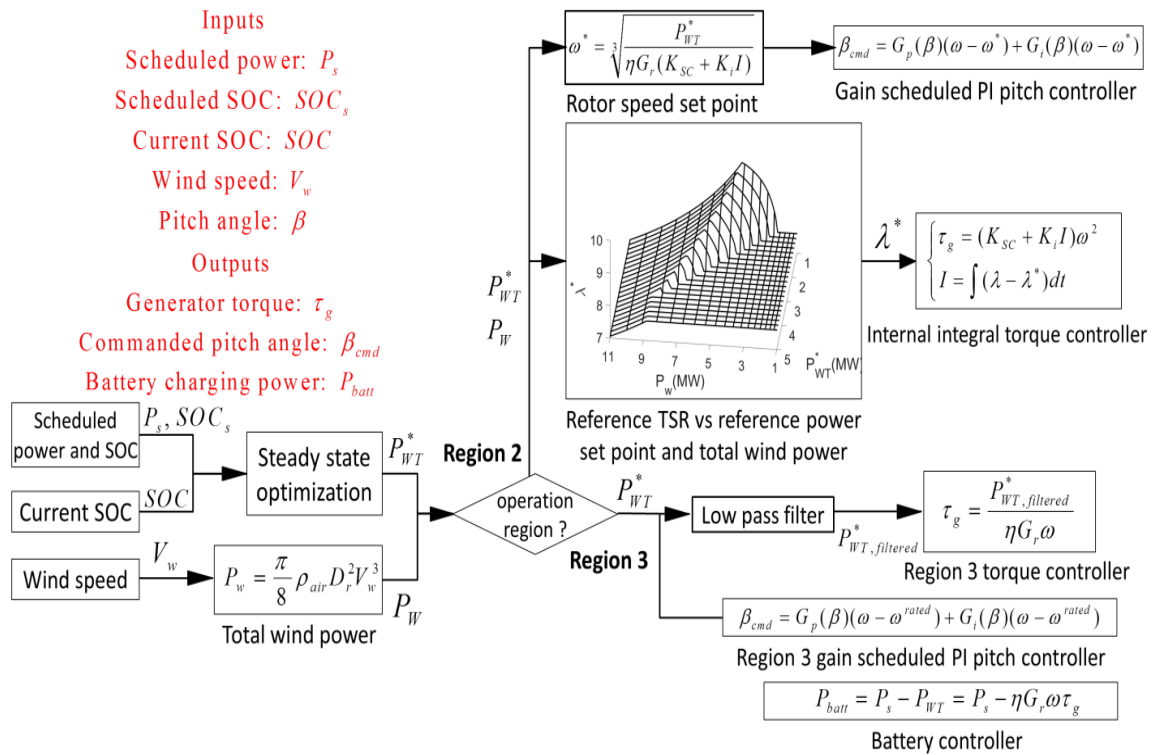 Inputs
Scheduled power: P_s
Scheduled SOC: SOC_s
Current SOC: SOC
Wind speed: V_w
Pitch angle: β
Outputs
Generator torque: τ_g
Commanded pitch angle: β_cmd
Battery charging power: P_batt
Scheduled
power and SOC
P_s, SOC_s
Current SOC
SOC
Steady state
optimization
P*_WT
Wind speed
V_w
P_w = π/8 ρ_air D_r^2 V_w^3
Total wind power
P_W
operation
region ?
Region 2
P*_WT
P_W
ω* = ∛(P*_WT / (ηG_r(K_SC + K_i I)))
Rotor speed set point
β_cmd = G_p(β)(ω − ω*) + G_i(β)(ω − ω*)
Gain scheduled PI pitch controller
λ*
10
9
8
7
11
9
7
5
3
1
P_w(MW)
1
2
3
4
5
P*_WT(MW)
Reference TSR vs reference power
set point and total wind power
λ*
τ_g = (K_SC + K_i I)ω^2
I = ∫(λ − λ*)dt
Internal integral torque controller
Region 3
P*_WT
Low pass filter
P*_WT,filtered
τ_g = P*_WT,filtered / ηG_rω
Region 3 torque controller
β_cmd = G_p(β)(ω − ω^rated) + G_i(β)(ω − ω^rated)
Region 3 gain scheduled PI pitch controller
P_batt = P_s − P_WT = P_s − ηG_rωτ_g
Battery controller